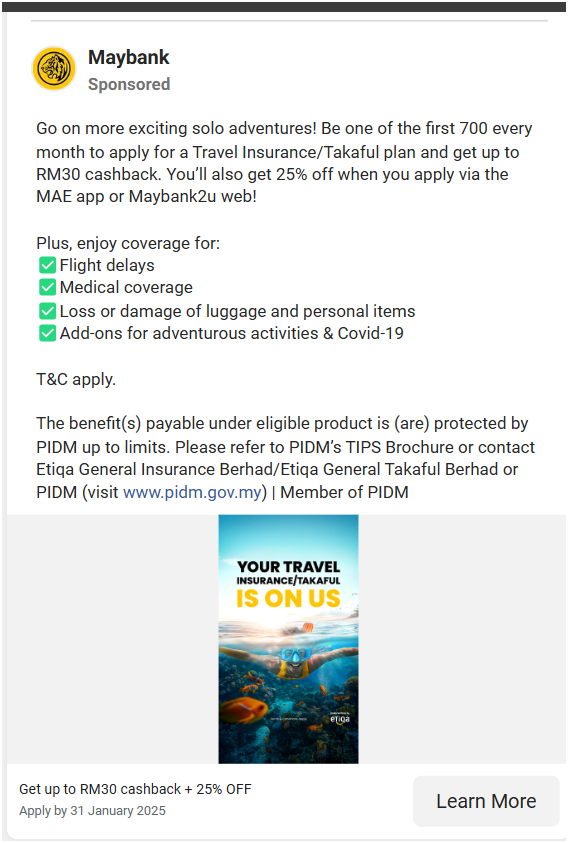 Maybank
Sponsored
Go on more exciting solo adventures! Be one of the first 700 every
month to apply for a Travel Insurance/Takaful plan and get up to
RM30 cashback. You’ll also get 25% off when you apply via the
MAE app or Maybank2u web!
Plus, enjoy coverage for:
✅Flight delays
✅Medical coverage
✅Loss or damage of luggage and personal items
✅Add-ons for adventurous activities & Covid-19
T&C apply.
The benefit(s) payable under eligible product is (are) protected by
PIDM up to limits. Please refer to PIDM’s TIPS Brochure or contact
Etiqa General Insurance Berhad/Etiqa General Takaful Berhad or
PIDM (visit www.pidm.gov.my) | Member of PIDM
YOUR TRAVEL
INSURANCE/TAKAFUL
IS ON US
etiqa
Get up to RM30 cashback + 25% OFF
Apply by 31 January 2025
Learn More